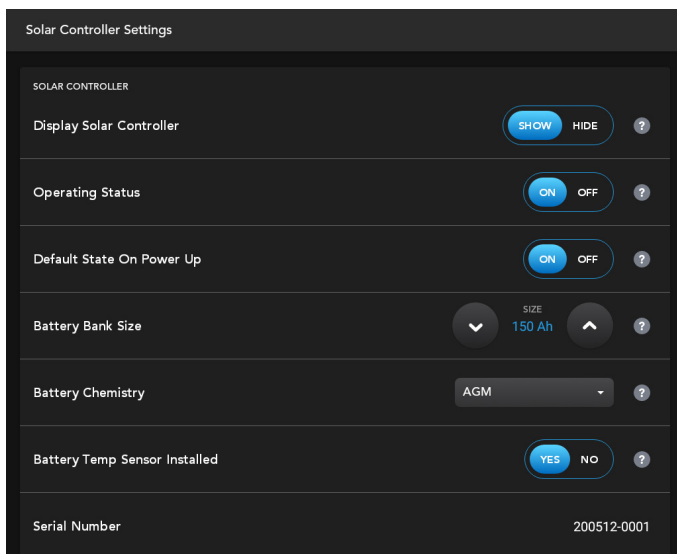 Solar Controller Settings
SOLAR CONTROLLER
Display Solar Controller SHOW HIDE ?
Operating Status ON OFF ?
Default State On Power Up ON OFF ?
SIZE
Battery Bank Size 150 Ah ?
Battery Chemistry AGM ?
Battery Temp Sensor Installed YES NO ?
Serial Number 200512-0001